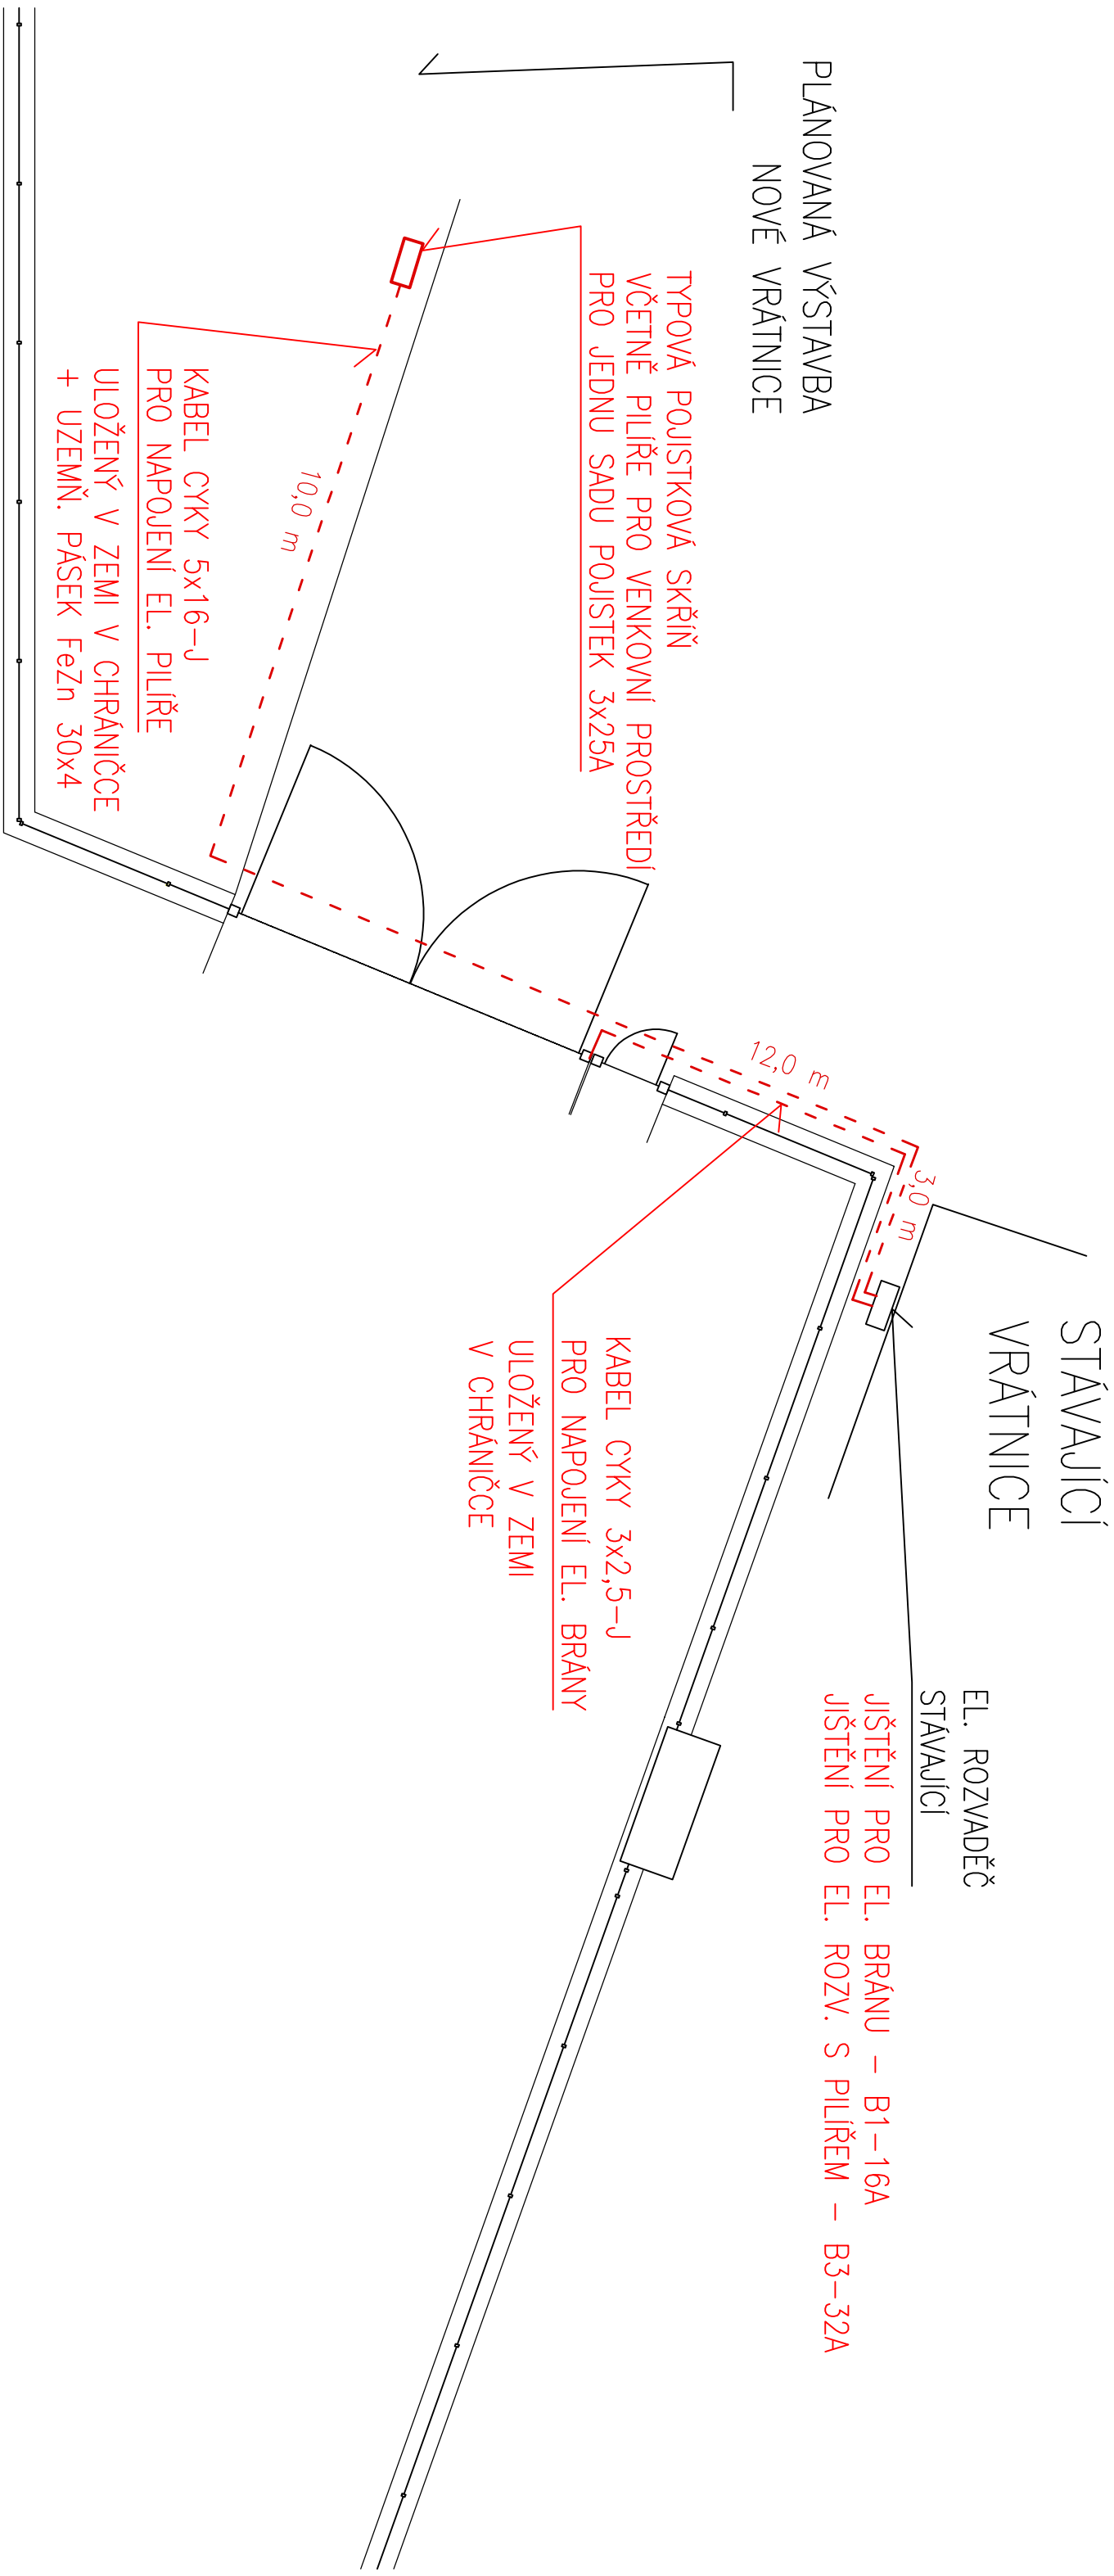 PLÁNOVANÁ VÝSTAVBA
NOVÉ VRÁTNICE
TYPOVÁ POJISTKOVÁ SKŘÍŇ
VČETNĚ PILÍŘE PRO VENKOVNÍ PROSTŘEDÍ
PRO JEDNU SADU POJISTEK 3x25A
KABEL CYKY 5x16-J
PRO NAPOJENÍ EL. PILÍŘE
ULOŽENÝ V ZEMI V CHRÁNIČCE
+ UZEMŇ. PÁSEK FeZn 30x4
10,0 m
12,0 m
3,0 m
STÁVAJÍCÍ
VRÁTNICE
KABEL CYKY 3x2,5-J
PRO NAPOJENÍ EL. BRÁNY
ULOŽENÝ V ZEMI
V CHRÁNIČCE
EL. ROZVADĚČ
STÁVAJÍCÍ
JIŠTĚNÍ PRO EL. BRÁNU - B1-16A
JIŠTĚNÍ PRO EL. ROZV. S PILÍŘEM - B3-32A